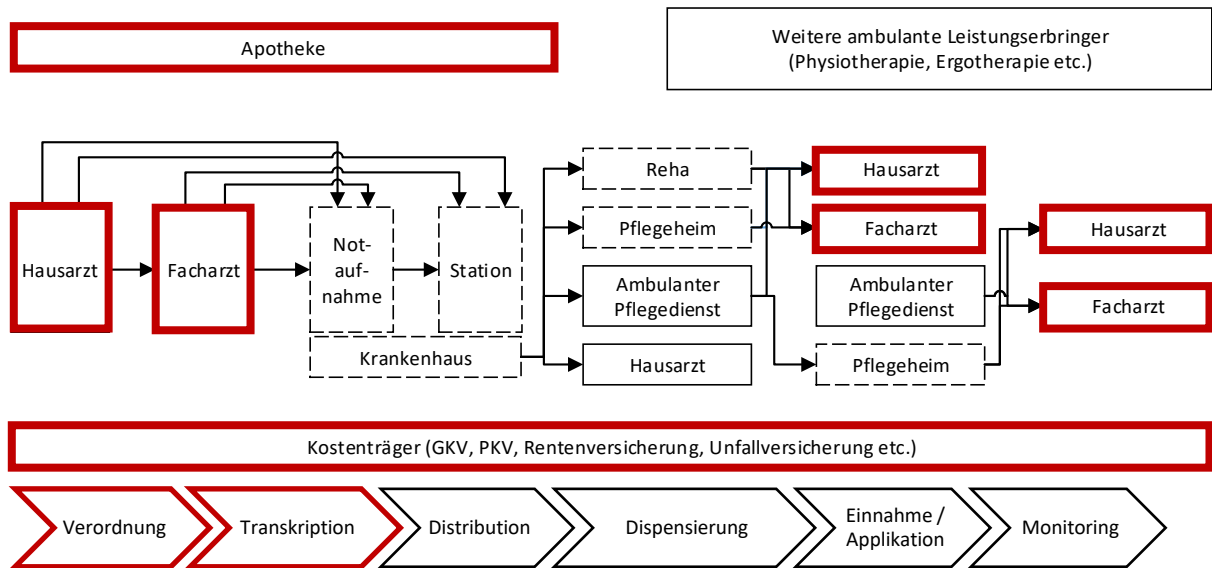 Apotheke
Weitere ambulante Leistungserbringer
(Physiotherapie, Ergotherapie etc.)
Hausarzt
Facharzt
Not-
auf-
nahme
Station
Krankenhaus
Reha
Pflegeheim
Ambulanter
Pflegedienst
Hausarzt
Hausarzt
Facharzt
Ambulanter
Pflegedienst
Pflegeheim
Hausarzt
Facharzt
Kostenträger (GKV, PKV, Rentenversicherung, Unfallversicherung etc.)
Verordnung
Transkription
Distribution
Dispensierung
Einnahme /
Applikation
Monitoring